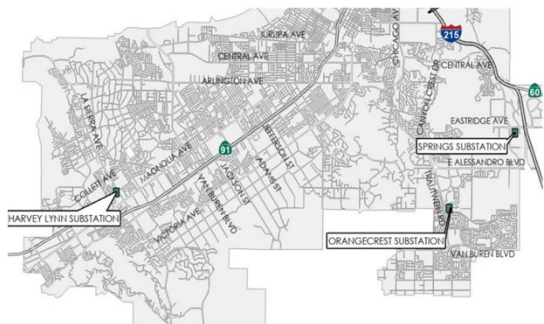 JURUPA AVE
CHICAGO AVE
215
CENTRAL AVE
CENTRAL AVE
ARLINGTON AVE
CANYON CREST DR
60
LA SIERRA AVE
EASTRIDGE AVE
91
JEFFERSON ST
SPRINGS SUBSTATION
MAGNOLIA AVE
ADAMS ST
E ALESSANDRO BLVD
JACKSON ST
COLLETT AVE
VAN BUREN BLVD
TRAUTWEIN RD
HARVEY LYNN SUBSTATION
VICTORIA AVE
ORANGECREST SUBSTATION
VAN BUREN BLVD